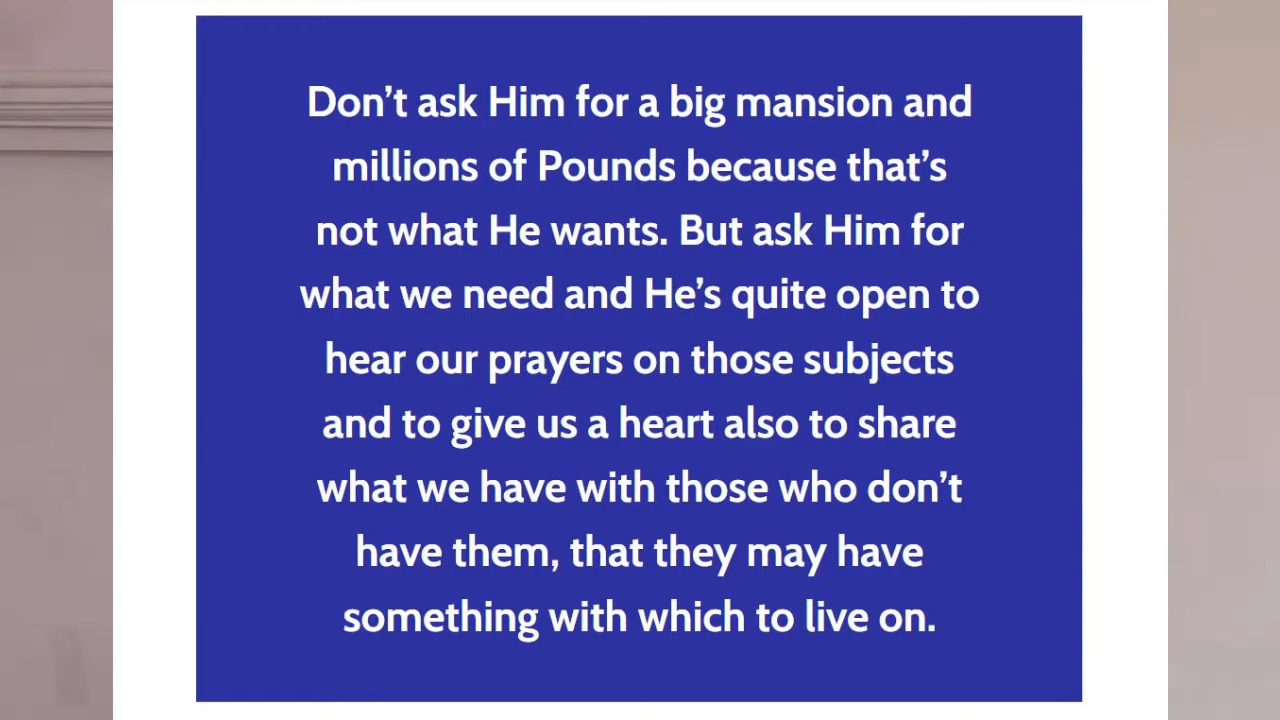 Don’t ask Him for a big mansion and
millions of Pounds because that’s
not what He wants. But ask Him for
what we need and He’s quite open to
hear our prayers on those subjects
and to give us a heart also to share
what we have with those who don’t
have them, that they may have
something with which to live on.